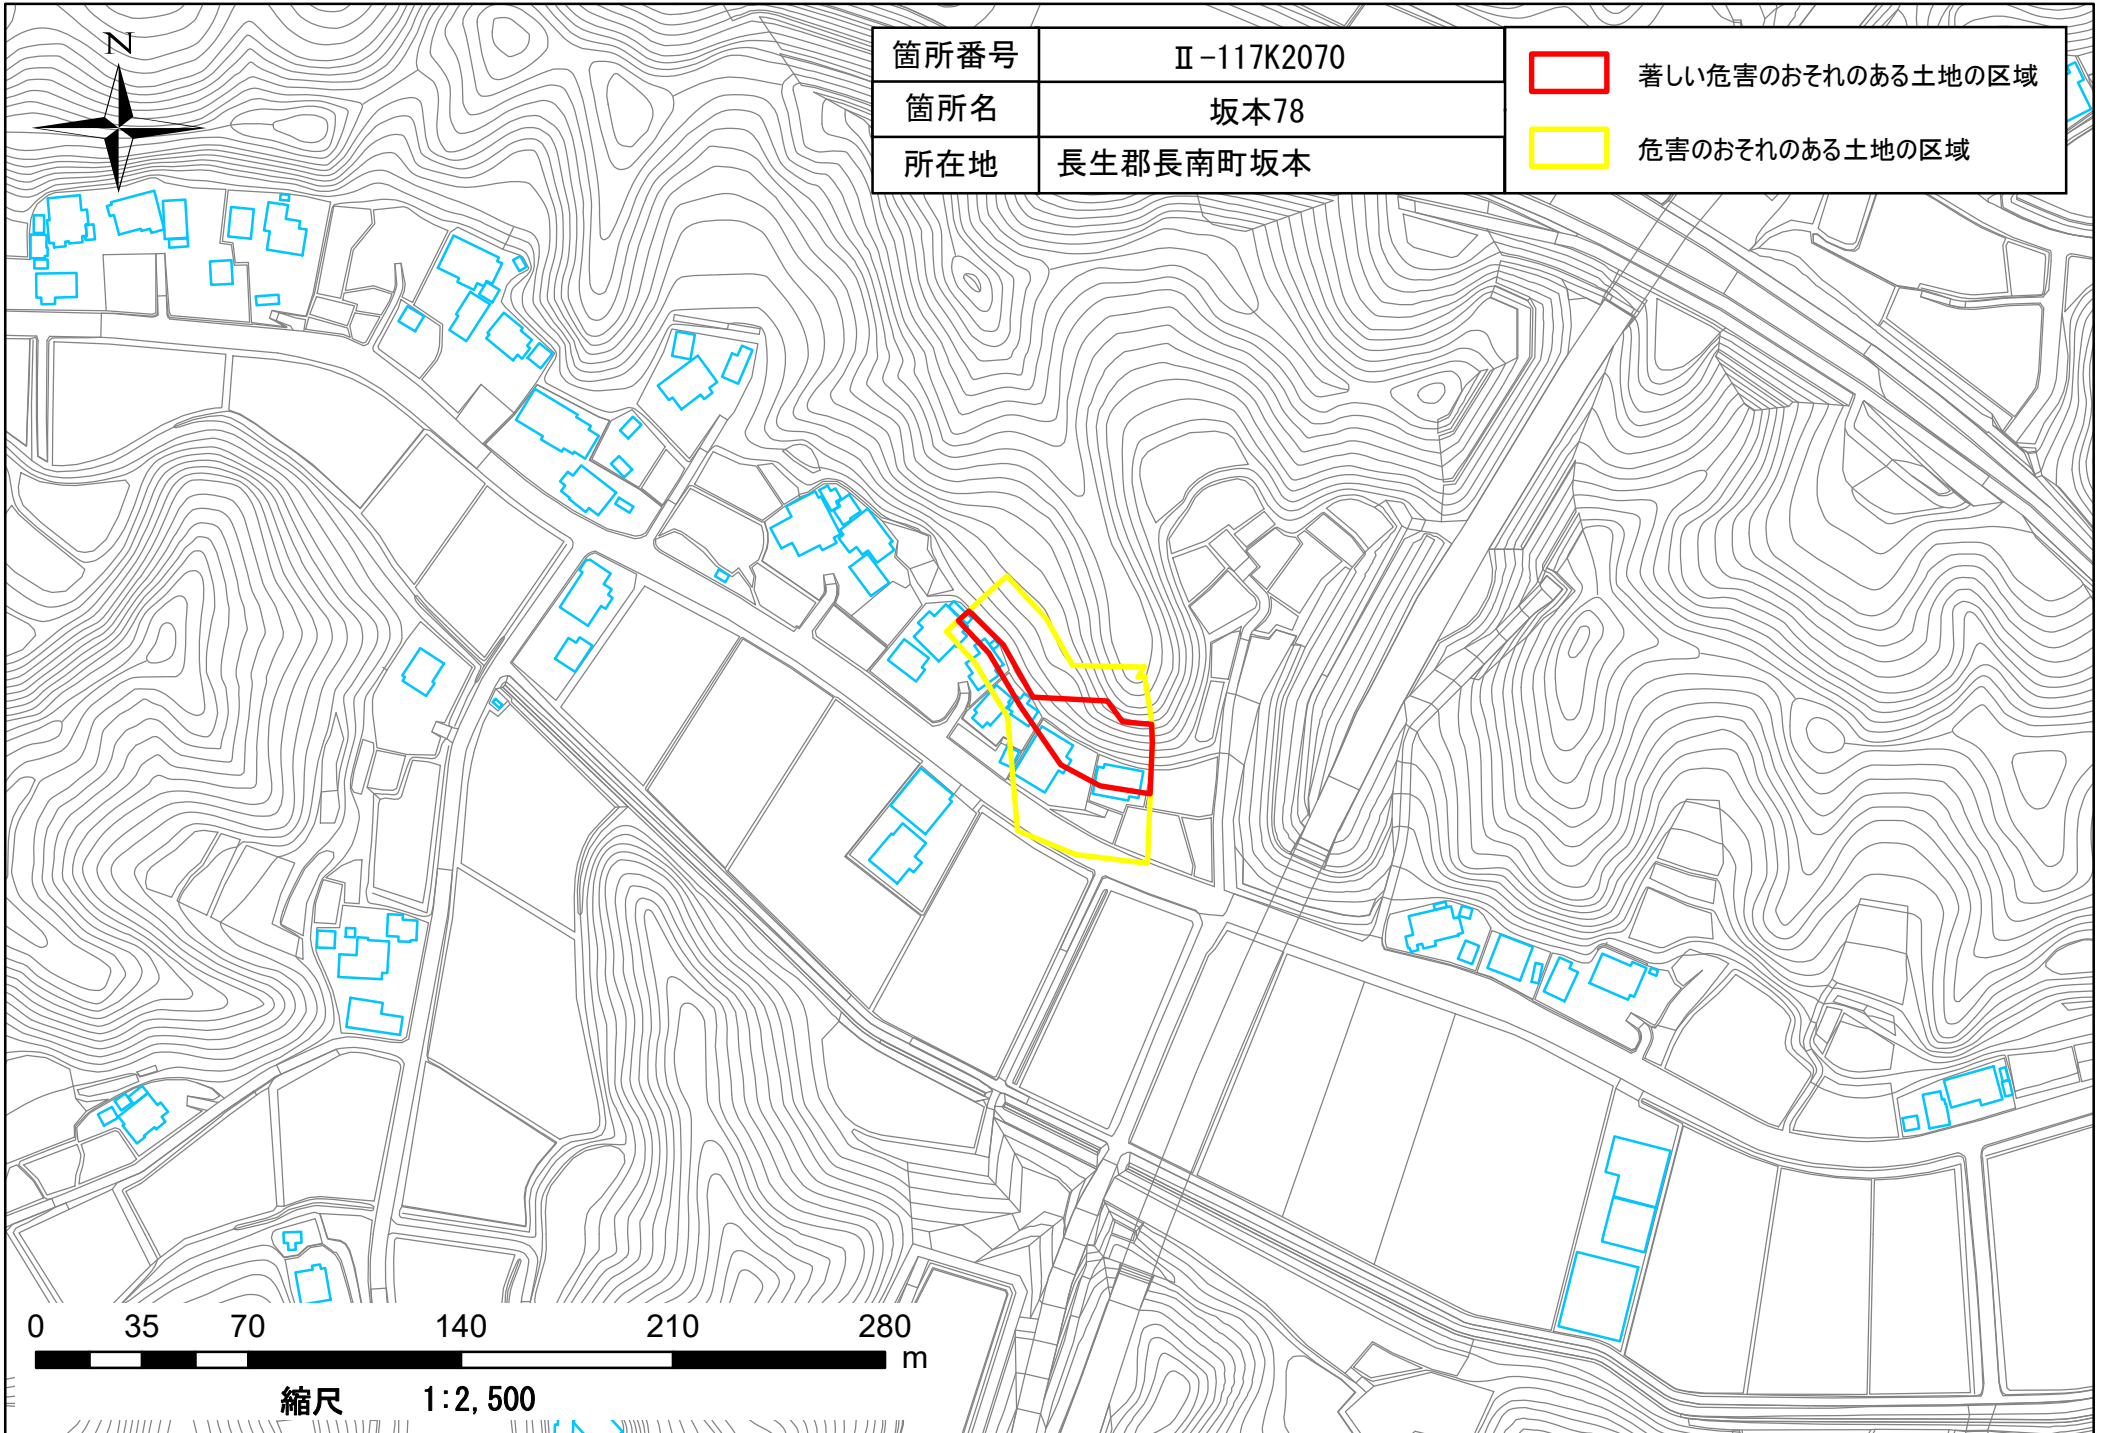 N
箇所番号 Ⅱ-117K2070
箇所名 坂本78
所在地 長生郡長南町坂本
著しい危害のおそれのある土地の区域
危害のおそれのある土地の区域
0 35 70 140 210 280
m
縮尺 1:2,500